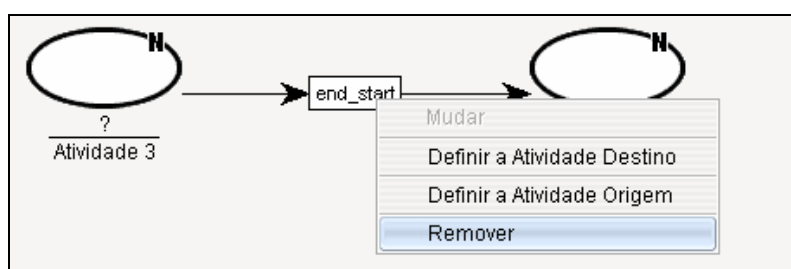 N
N
end_start
?
Atividade 3
Mudar
Definir a Atividade Destino
Definir a Atividade Origem
Remover